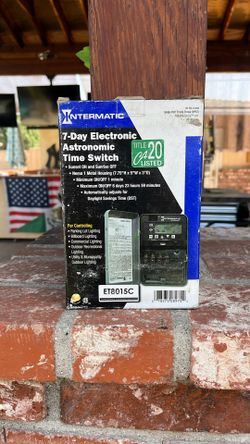 INTERMATIC
7-Day Electronic
Astronomic
Time Switch
TITLE
20
CA
LISTED
• Sunset ON and Sunrise OFF
• Nema 1 Metal Housing (7.75"H x 5"W x 3"D)
• Maximum ON/OFF 1 minute
• Maximum ON/OFF 6 days 23 hours 59 minutes
• Automatically adjusts for
Daylight Savings Time (DST)
For Controlling:
• Parking Lot Lighting
• Billboard Lighting
• Commercial Lighting
• Outdoor Recreational
Lighting
• Utility & Municipality
Outdoor Lighting
INTERMATIC
ET8015C